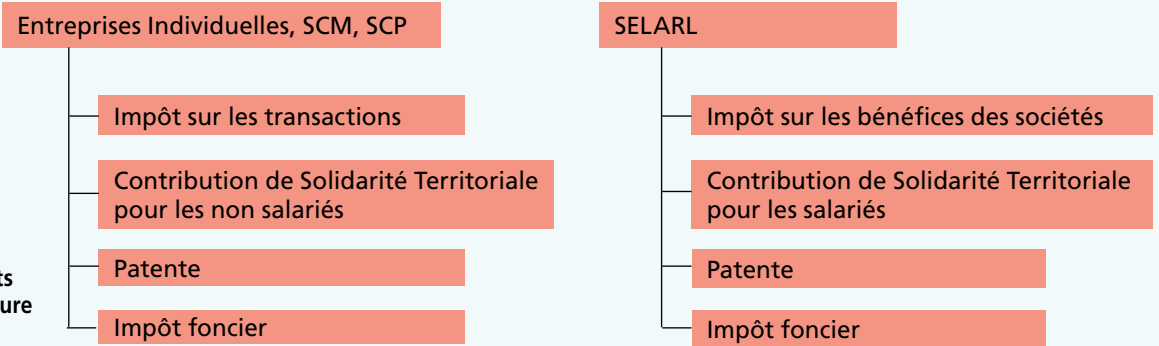 Entreprises Individuelles, SCM, SCP
Impôt sur les transactions
Contribution de Solidarité Territoriale
pour les non salariés
Patente
Impôt foncier
SELARL
Impôt sur les bénéfices des sociétés
Contribution de Solidarité Territoriale
pour les salariés
Patente
Impôt foncier